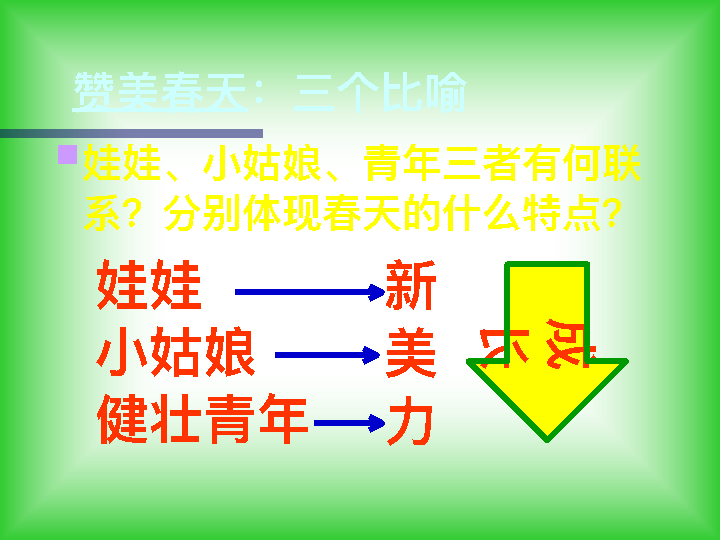 赞美春天：三个比喻
娃娃、小姑娘、青年三者有何联
系？分别体现春天的什么特点？
娃娃 新
小姑娘 美
健壮青年 力
成长